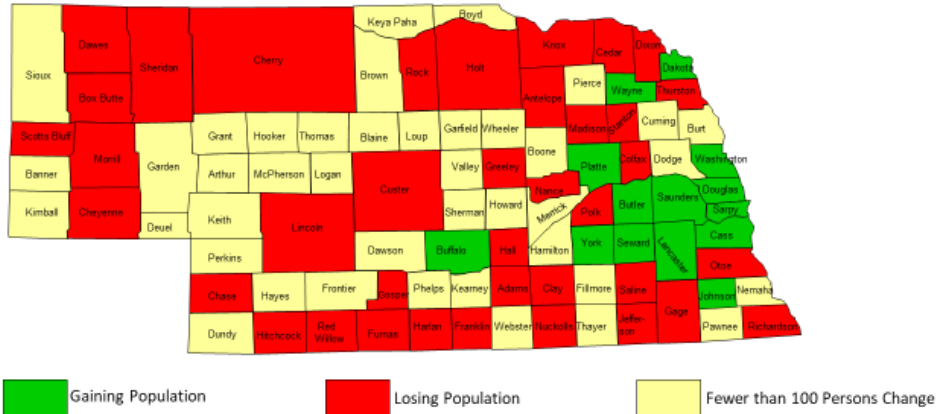 Keya Paha
Boyd
Dawes
Sheridan
Cherry
Sioux
Box Butte
Brown
Rock
Holt
Knox
Cedar
Dixon
Dakota
Antelope
Pierce
Wayne
Thurston
Scotts Bluff
Morrill
Garden
Grant
Hooker
Thomas
Blaine
Loup
Garfield
Wheeler
Boone
Madison
Stanton
Cuming
Burt
Banner
Arthur
McPherson
Logan
Custer
Valley
Greeley
Platte
Colfax
Dodge
Washington
Kimball
Cheyenne
Deuel
Keith
Lincoln
Sherman
Howard
Nance
Merrick
Polk
Butler
Saunders
Douglas
Sarpy
Perkins
Dawson
Buffalo
Hall
Hamilton
York
Seward
Lancaster
Cass
Otoe
Chase
Hayes
Frontier
Gosper
Phelps
Kearney
Adams
Clay
Fillmore
Saline
Gage
Johnson
Nemaha
Dundy
Hitchcock
Red
Willow
Furnas
Harlan
Franklin
Webster
Nuckolls
Thayer
Jeffer-
son
Pawnee
Richardson
Gaining Population
Losing Population
Fewer than 100 Persons Change